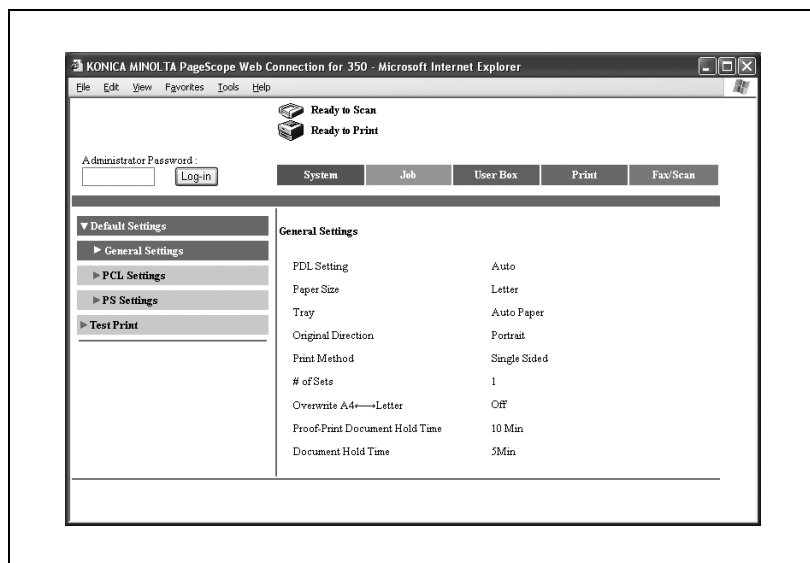 KONICA MINOLTA PageScope Web Connection for 350 - Microsoft Internet Explorer
File Edit View Favorites Tools Help
Ready to Scan
Ready to Print
Administrator Password :
Log-in
System Job User Box Print Fax/Scan
▼ Default Settings
▶ General Settings
▶ PCL Settings
▶ PS Settings
▶ Test Print
General Settings
PDL Setting Auto
Paper Size Letter
Tray Auto Paper
Original Direction Portrait
Print Method Single Sided
# of Sets 1
Overwrite A4←→Letter Off
Proof-Print Document Hold Time 10 Min
Document Hold Time 5Min